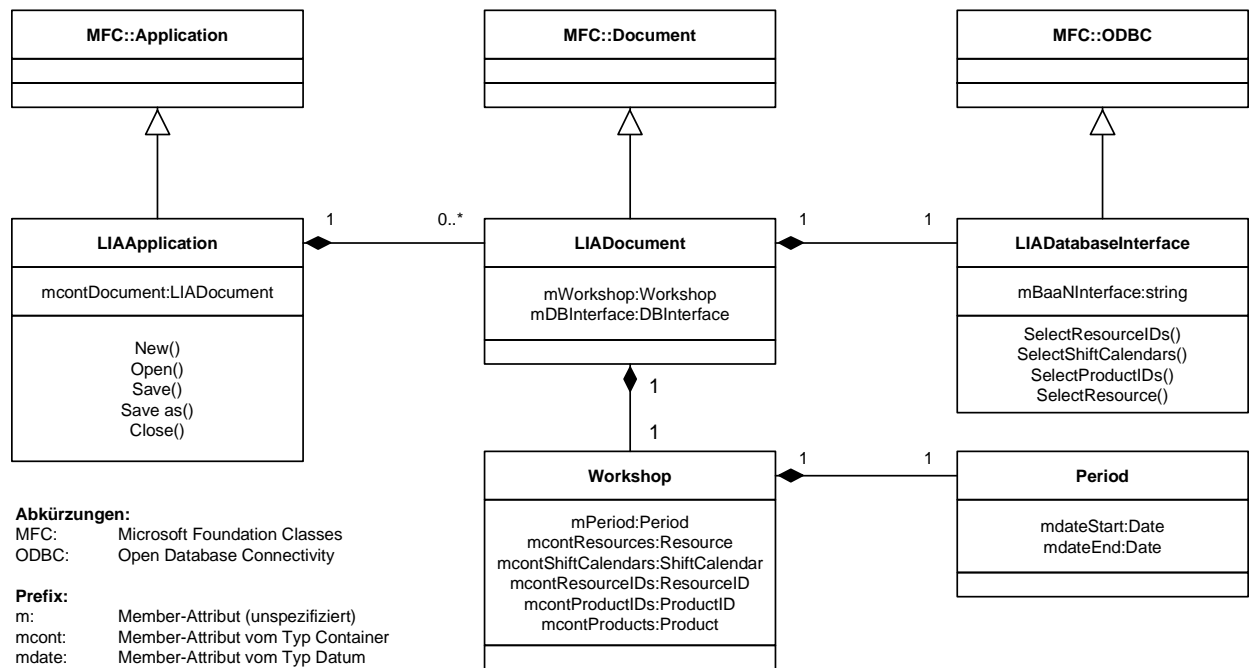 MFC::Application
MFC::Document
MFC::ODBC
1
0..*
1
1
LIAApplication
LIADocument
LIADatabaseInterface
mcontDocument:LIADocument
mWorkshop:Workshop
mDBInterface:DBInterface
mBaaNInterface:string
New()
Open()
Save()
Save as()
Close()
SelectResourceIDs()
SelectShiftCalendars()
SelectProductIDs()
SelectResource()
1
1
1
1
Workshop
Period
mPeriod:Period
mcontResources:Resource
mcontShiftCalendars:ShiftCalendar
mcontResourceIDs:ResourceID
mcontProductIDs:ProductID
mcontProducts:Product
mdateStart:Date
mdateEnd:Date
Abkürzungen:
MFC: Microsoft Foundation Classes
ODBC: Open Database Connectivity
Prefix:
m: Member-Attribut (unspezifiziert)
mcont: Member-Attribut vom Typ Container
mdate: Member-Attribut vom Typ Datum